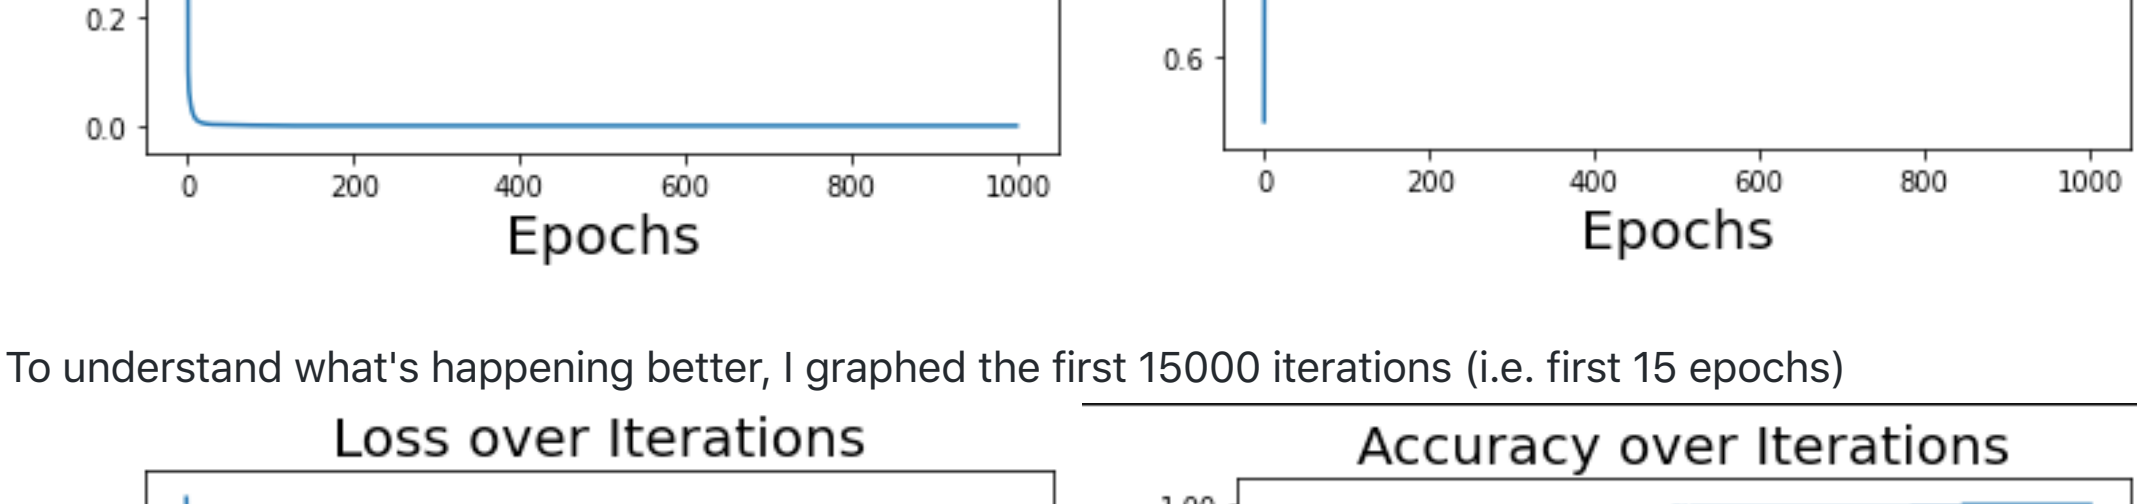 0.2
0.0
0 200 400 600 800 1000
Epochs
0.6
0 200 400 600 800 1000
Epochs
To understand what's happening better, I graphed the first 15000 iterations (i.e. first 15 epochs)
Loss over Iterations
Accuracy over Iterations
1.00